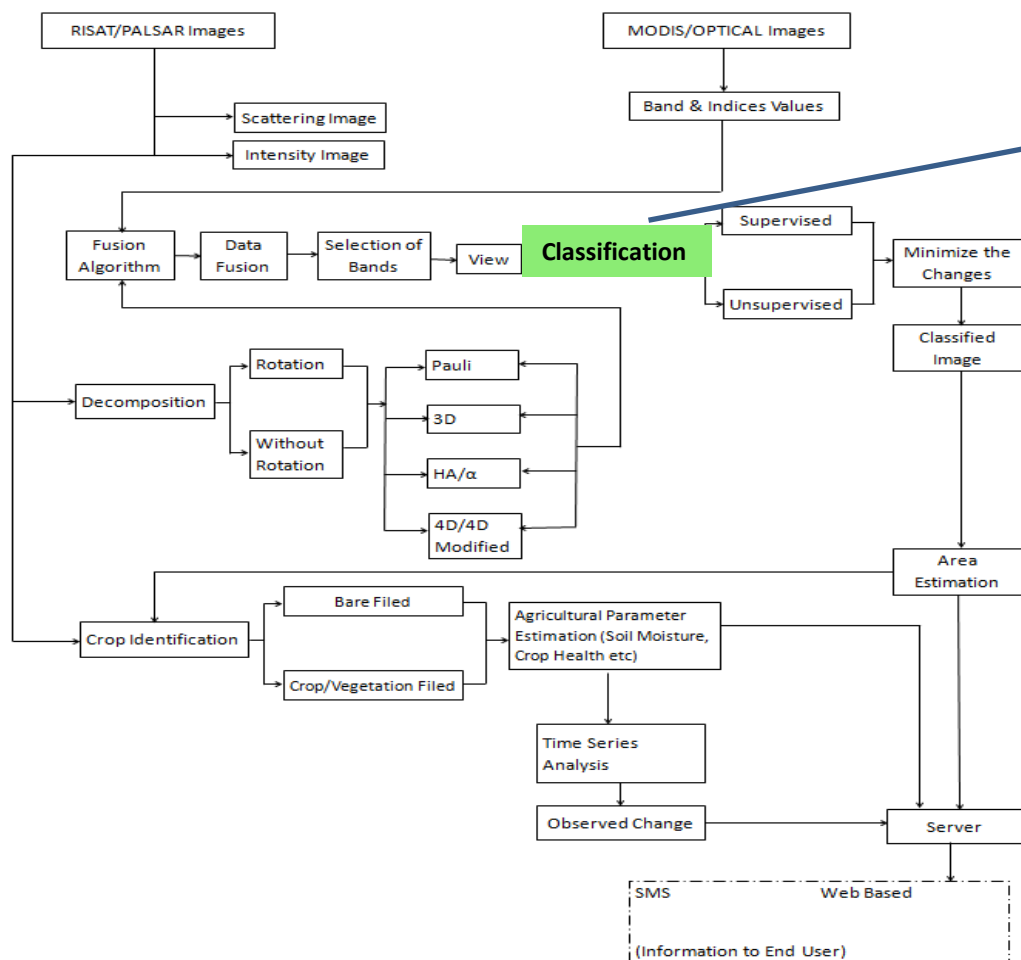 RISAT/PALSAR Images
MODIS/OPTICAL Images
Band & Indices Values
Scattering Image
Intensity Image
Fusion
Algorithm
Data
Fusion
Selection of
Bands
View
Classification
Supervised
Unsupervised
Minimize the
Changes
Classified
Image
Decomposition
Rotation
Without
Rotation
Pauli
3D
HA/α
4D/4D
Modified
Area
Estimation
Crop Identification
Bare Filed
Crop/Vegetation Filed
Agricultural Parameter
Estimation (Soil Moisture,
Crop Health etc)
Time Series
Analysis
Observed Change
Server
SMS Web Based
(Information to End User)